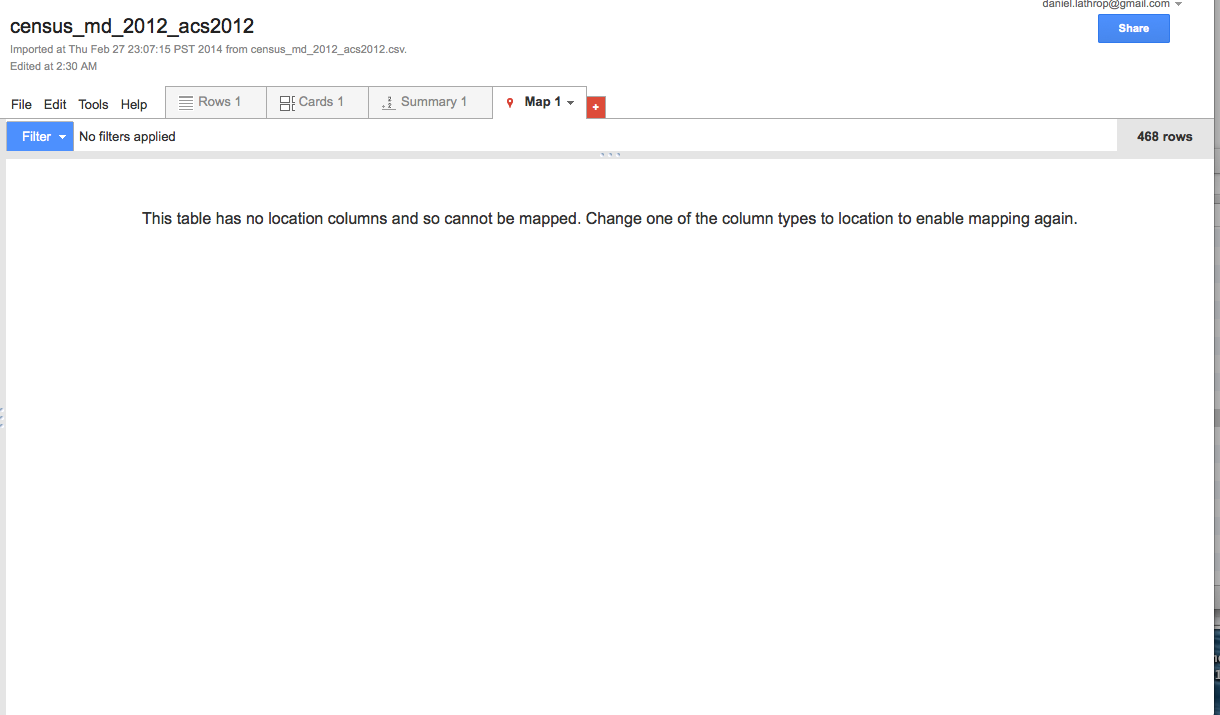 daniel.lathrop@gmail.com
census_md_2012_acs2012
Share
Imported at Thu Feb 27 23:07:15 PST 2014 from census_md_2012_acs2012.csv.
Edited at 2:30 AM
File Edit Tools Help Rows 1 Cards 1 Summary 1 Map 1 +
Filter No filters applied 468 rows
This table has no location columns and so cannot be mapped. Change one of the column types to location to enable mapping again.